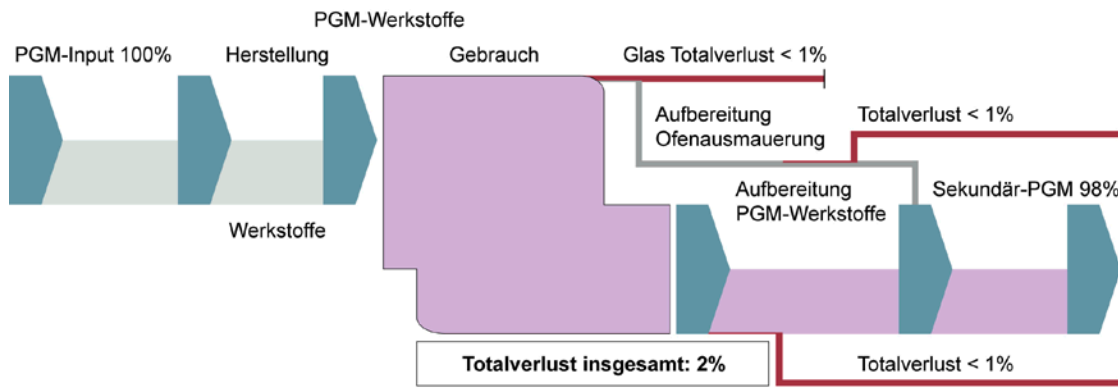 PGM-Werkstoffe
PGM-Input 100%
Herstellung
Gebrauch
Glas Totalverlust < 1%
Aufbereitung
Ofenausmauerung
Totalverlust < 1%
Aufbereitung
PGM-Werkstoffe
Sekundär-PGM 98%
Werkstoffe
Totalverlust insgesamt: 2%
Totalverlust < 1%